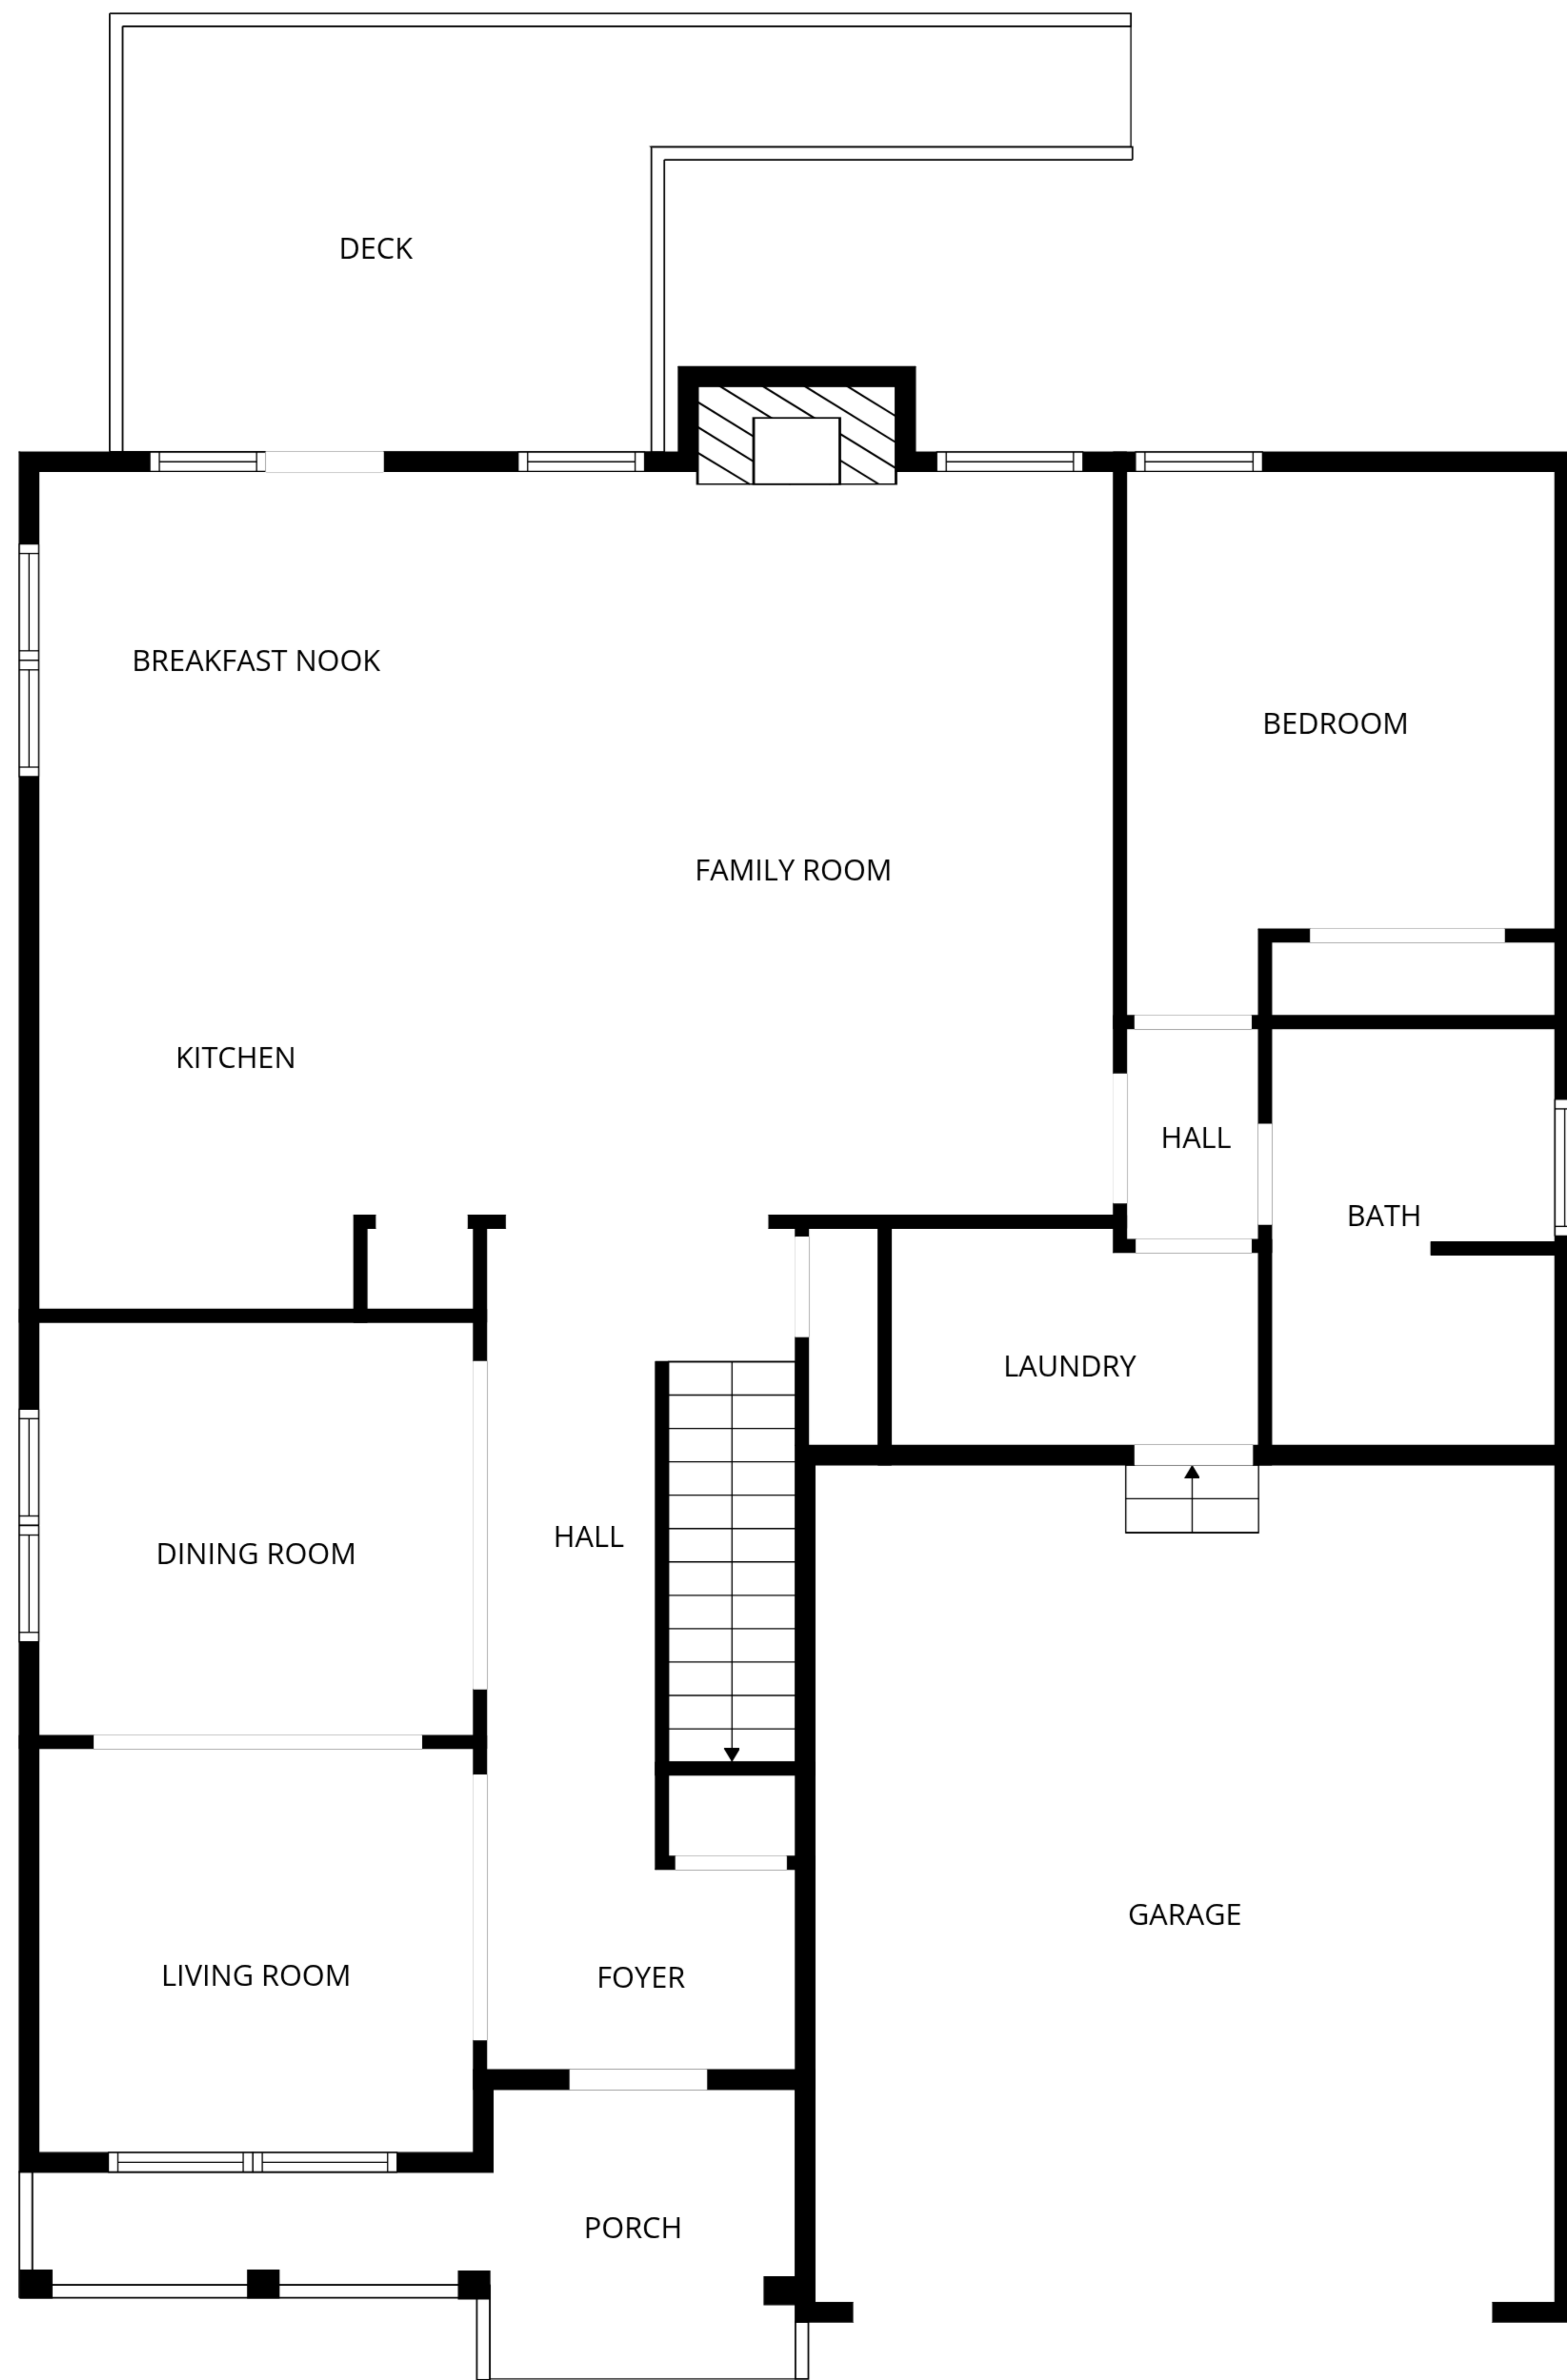 DECK
BREAKFAST NOOK
BEDROOM
FAMILY ROOM
KITCHEN
HALL
BATH
LAUNDRY
HALL
DINING ROOM
GARAGE
LIVING ROOM
FOYER
PORCH